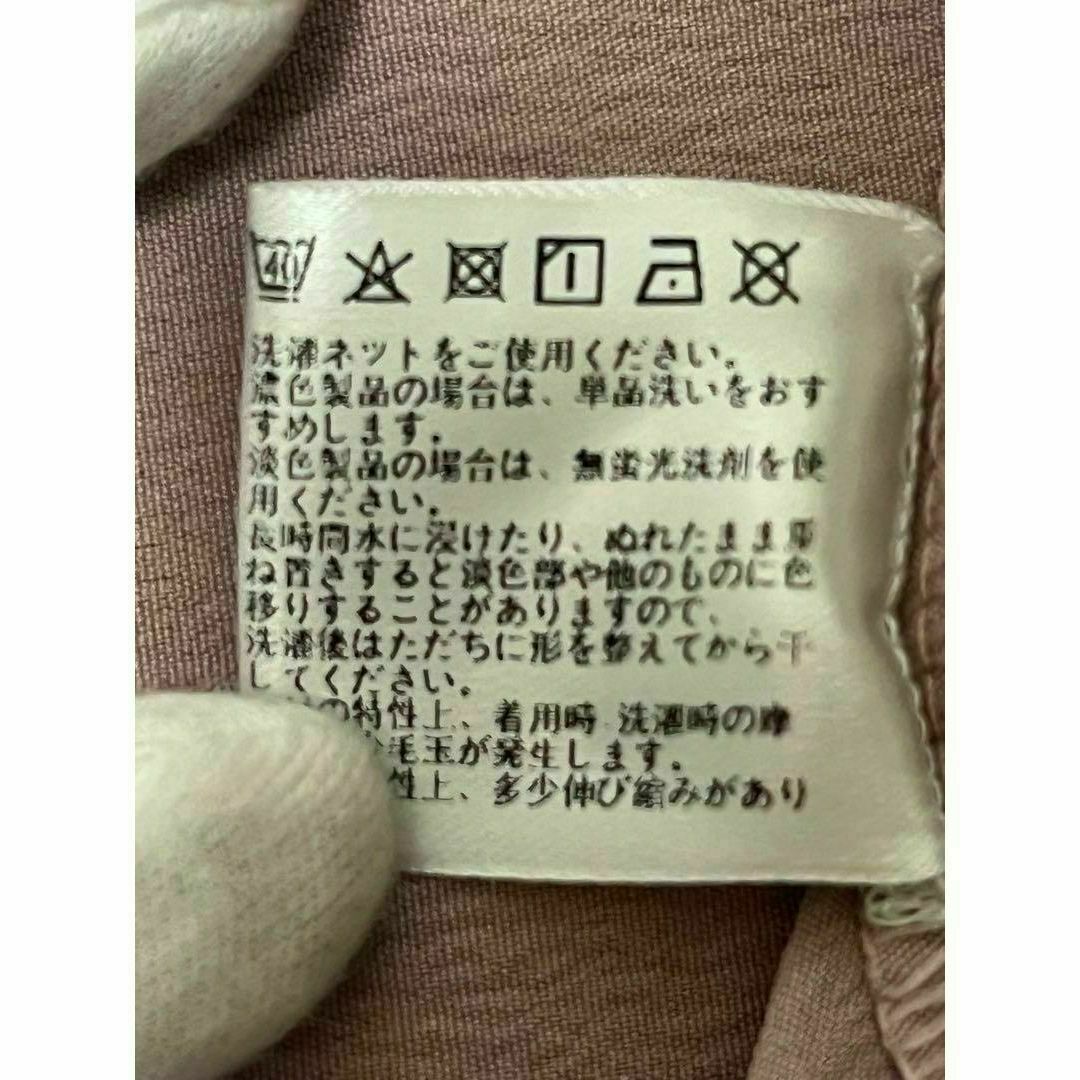 40
洗濯ネットをご使用ください。
濃色製品の場合は、単品洗いをおす
すめします。
淡色製品の場合は、無蛍光洗剤を使
用ください。
長時間水に浸けたり、ぬれたまま重
ね置きすると淡色部や他のものに色
移りすることがありますので、
洗濯後はただちに形を整えてから干
してください。
の特性上、着用時 洗濯時の摩
毛玉が発生します。
性上、多少伸び縮みがあり